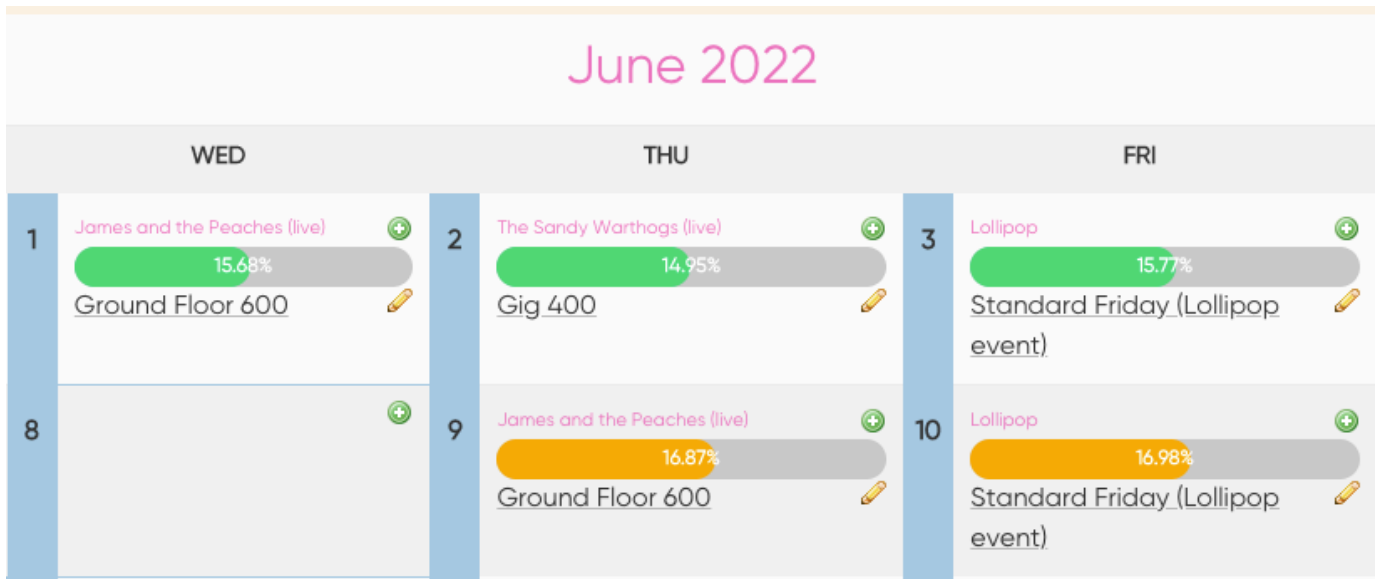 June 2022
WED
THU
FRI
1
James and the Peaches (live)
15.68%
Ground Floor 600
2
The Sandy Warthogs (live)
14.95%
Gig 400
3
Lollipop
15.77%
Standard Friday (Lollipop
event)
8
9
James and the Peaches (live)
16.87%
Ground Floor 600
10
Lollipop
16.98%
Standard Friday (Lollipop
event)